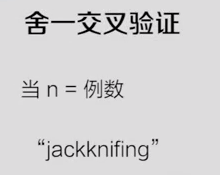 舍一交叉验证
当 n = 例数
“jackknifing”